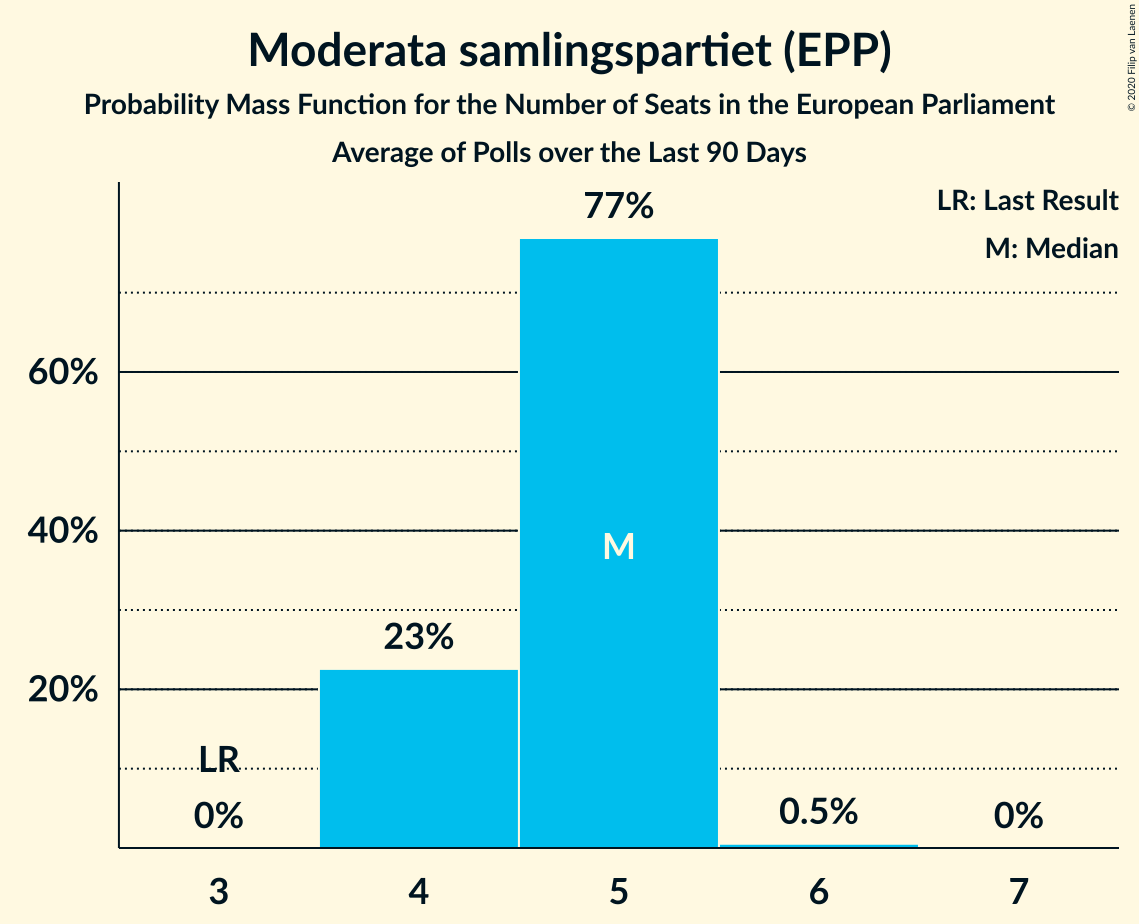 Moderata samlingspartiet (EPP)
Probability Mass Function for the Number of Seats in the European Parliament
Average of Polls over the Last 90 Days
© 2020 Filip van Laenen
LR: Last Result
M: Median
77%
60%
40%
M
23%
20%
LR
0%
0.5%
0%
3 4 5 6 7